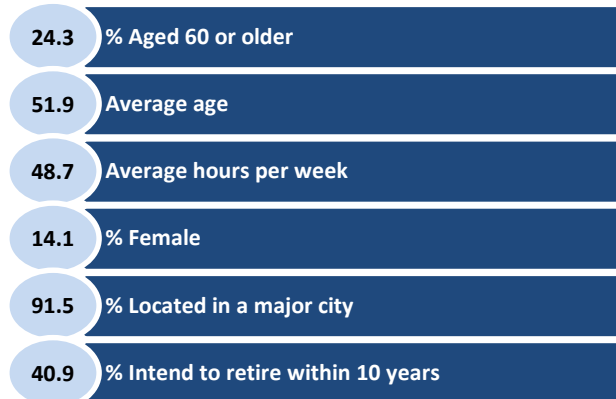 24.3 % Aged 60 or older
51.9 Average age
48.7 Average hours per week
14.1 % Female
91.5 % Located in a major city
40.9 % Intend to retire within 10 years